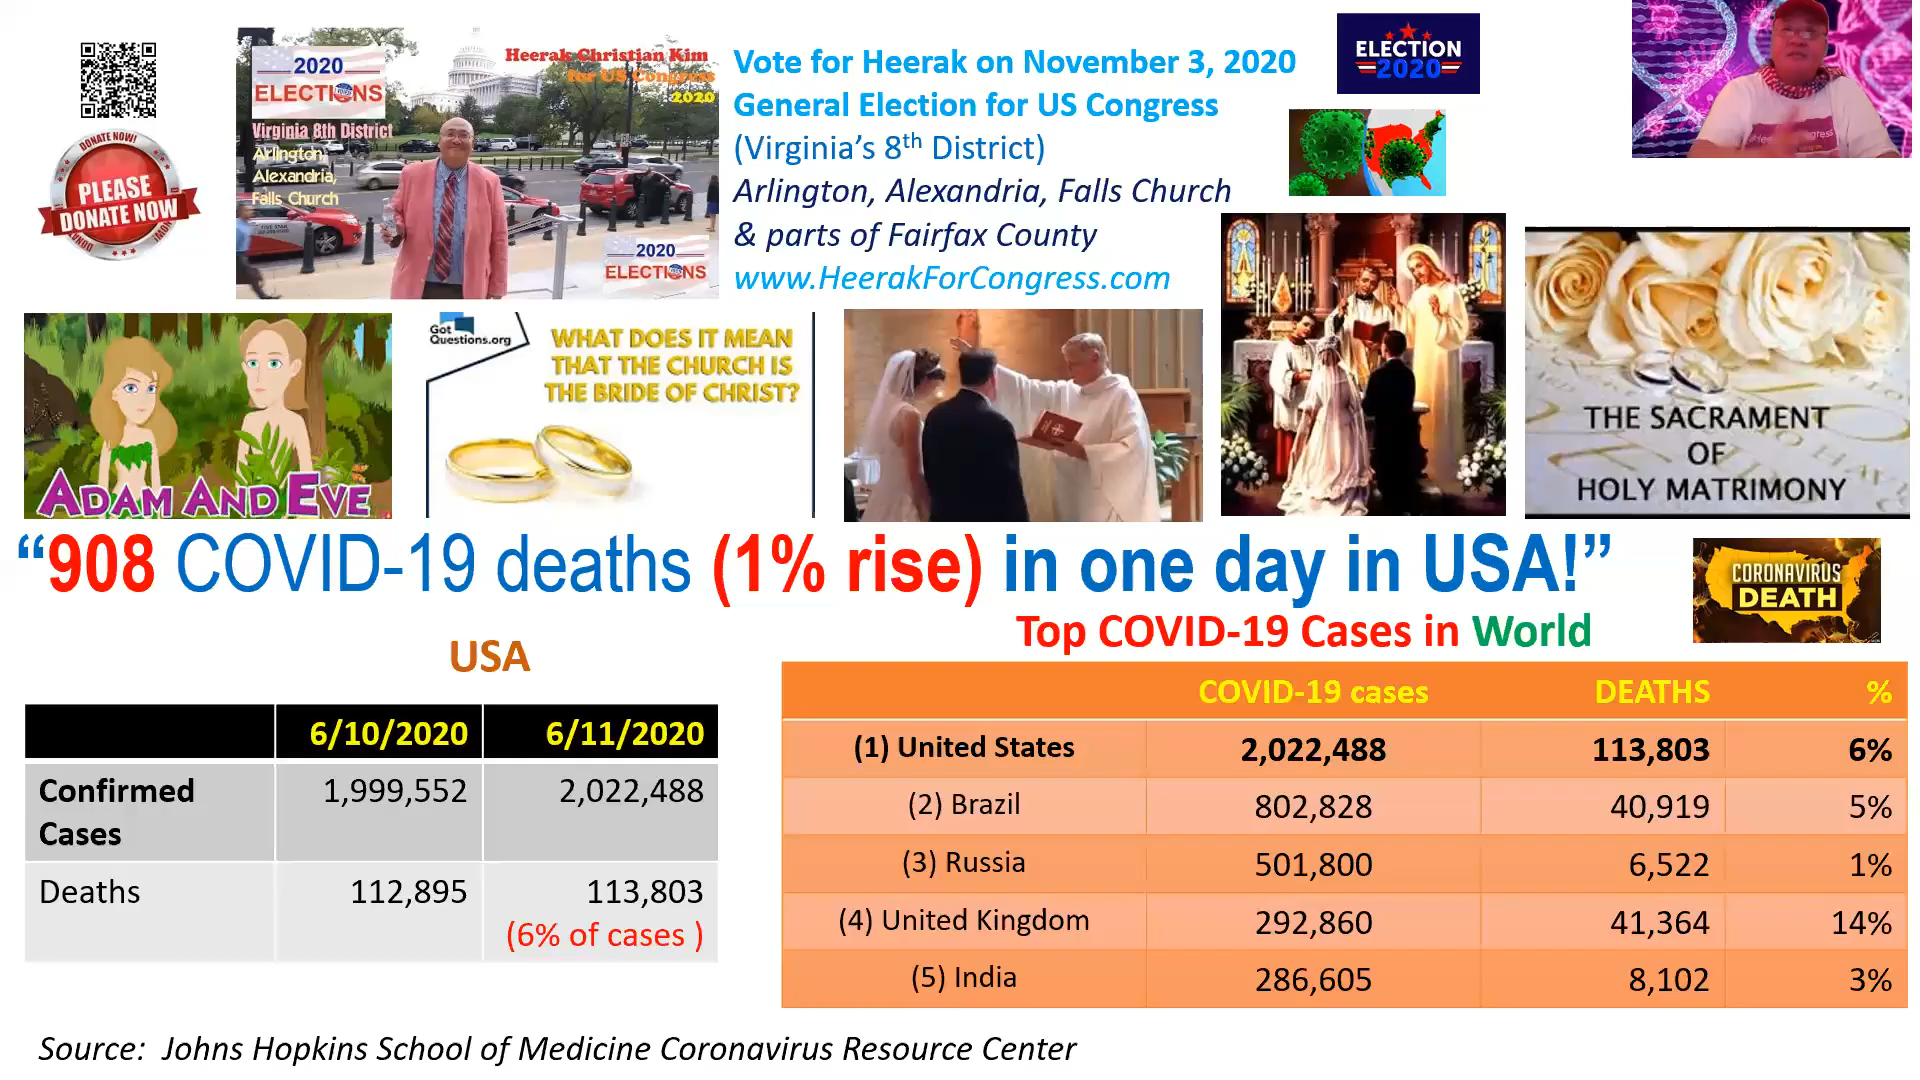 DONATE NOW!
PLEASE
DONATE NOW
2020
ELECTIONS
Virginia 8th District
Arlington,
Alexandria,
Falls Church
Heerak Christian Kim
for US Congress
2020
2020
ELECTIONS
Vote for Heerak on November 3, 2020
General Election for US Congress
(Virginia's 8th District)
Arlington, Alexandria, Falls Church
& parts of Fairfax County
www.HeerakForCongress.com
ELECTION
2020
ADAM AND EVE
Got
Questions.org
WHAT DOES IT MEAN
THAT THE CHURCH IS
THE BRIDE OF CHRIST?
THE SACRAMENT
OF
HOLY MATRIMONY
“908 COVID-19 deaths (1% rise) in one day in USA!”
CORONAVIRUS
DEATH
USA
6/10/2020 6/11/2020
Confirmed Cases 1,999,552 2,022,488
Deaths 112,895 113,803
(6% of cases )
Top COVID-19 Cases in World
COVID-19 cases DEATHS %
(1) United States 2,022,488 113,803 6%
(2) Brazil 802,828 40,919 5%
(3) Russia 501,800 6,522 1%
(4) United Kingdom 292,860 41,364 14%
(5) India 286,605 8,102 3%
Source: Johns Hopkins School of Medicine Coronavirus Resource Center